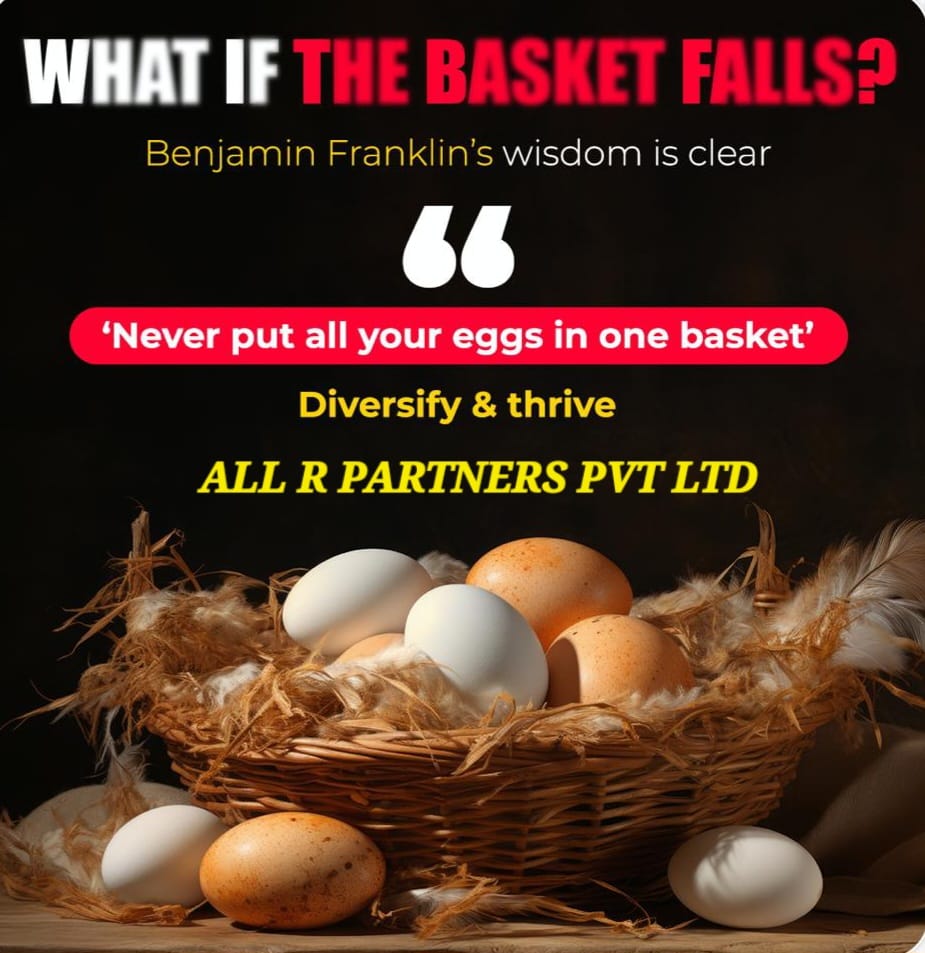 WHAT IF THE BASKET FALLS?
Benjamin Franklin’s wisdom is clear
“
‘Never put all your eggs in one basket’
Diversify & thrive
ALL R PARTNERS PVT LTD